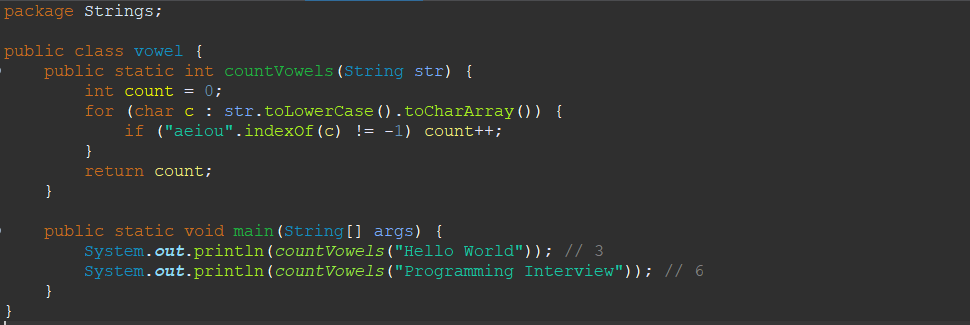 package Strings;

public class vowel {
    public static int countVowels(String str) {
        int count = 0;
        for (char c : str.toLowerCase().toCharArray()) {
            if ("aeiou".indexOf(c) != -1) count++;
        }
        return count;
    }

    public static void main(String[] args) {
        System.out.println(countVowels("Hello World")); // 3
        System.out.println(countVowels("Programming Interview")); // 6
    }
}